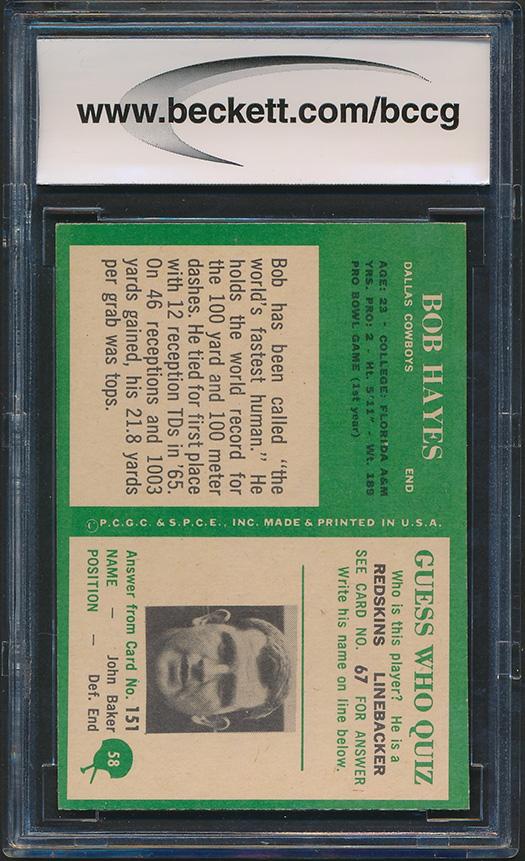 www.beckett.com/bccg
BOB HAYES
DALLAS COWBOYS END
AGE: 23 - COLLEGE: FLORIDA A&M
YRS. PRO: 2 - Ht. 5'11" - Wt. 189
PRO BOWL GAME (1st year)
Bob has been called "the
world's fastest human." He
holds the world record for
the 100 yard and 100 meter
dashes. He tied for first place
with 12 reception TDs in '65.
On 46 receptions and 1003
yards gained, his 21.8 yards
per grab was tops.
©P.C.G.C. & S.P.C.E., INC. MADE & PRINTED IN U.S.A.
GUESS WHO QUIZ
Who is this player? He is a
REDSKINS LINEBACKER
SEE CARD NO. 67 FOR ANSWER
Write his name on line below.
Answer from Card No. 151
NAME — John Baker
POSITION — Def. End
58